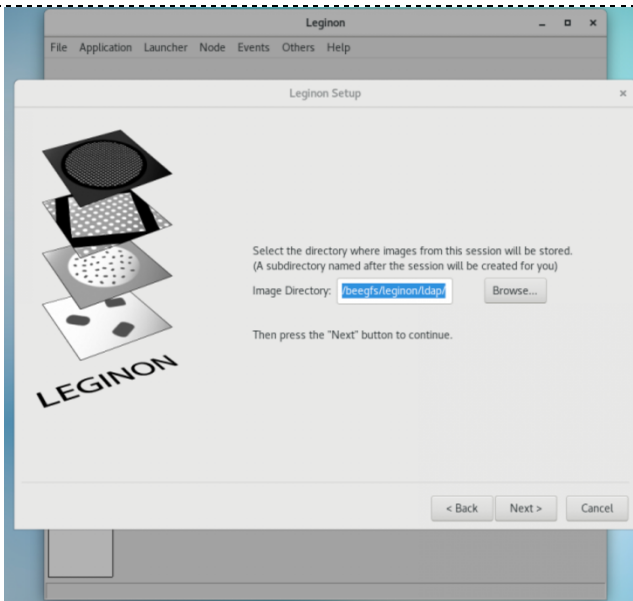 Leginon
File Application Launcher Node Events Others Help
Leginon Setup
Select the directory where images from this session will be stored.
(A subdirectory named after the session will be created for you)
Image Directory: /beegfs/leginon/ldap/ Browse...
Then press the "Next" button to continue.
LEGINON
< Back Next > Cancel